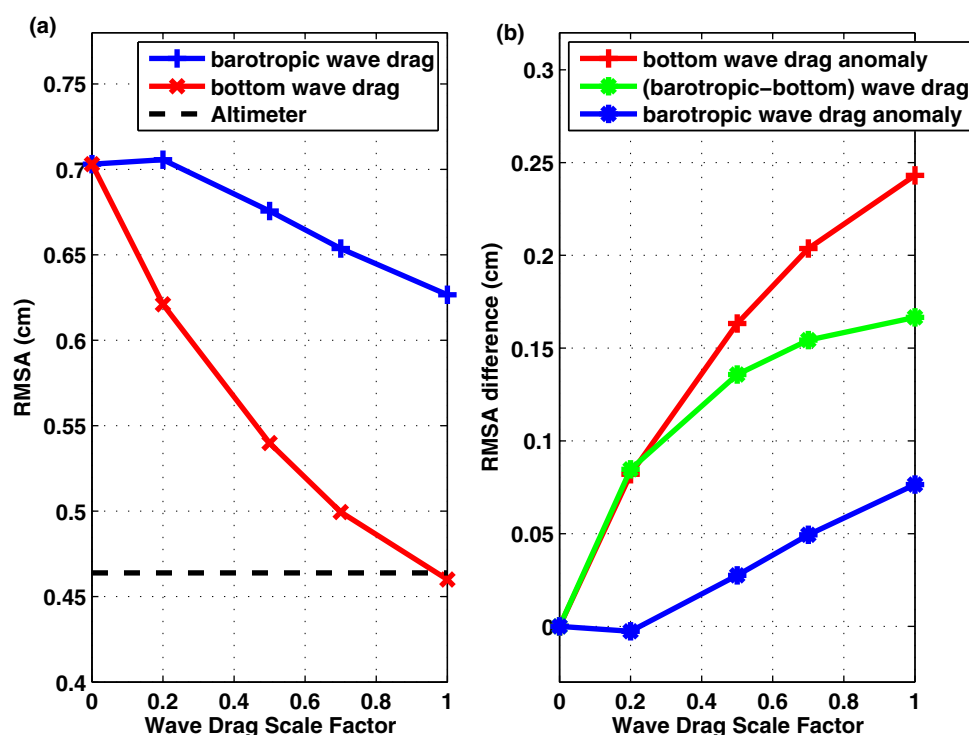 (a)
barotropic wave drag
bottom wave drag
Altimeter
0.75
0.7
0.65
0.6
0.55
0.5
0.45
0.4
RMSA (cm)
0 0.2 0.4 0.6 0.8 1
Wave Drag Scale Factor
(b)
bottom wave drag anomaly
(barotropic-bottom) wave drag
barotropic wave drag anomaly
0.3
0.25
0.2
0.15
0.1
0.05
0
RMSA difference (cm)
0 0.2 0.4 0.6 0.8 1
Wave Drag Scale Factor